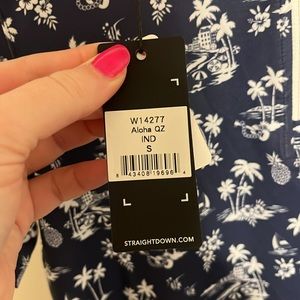 W14277
Aloha QZ
IND
S
8 43408 19696 4
STRAIGHTDOWN.COM